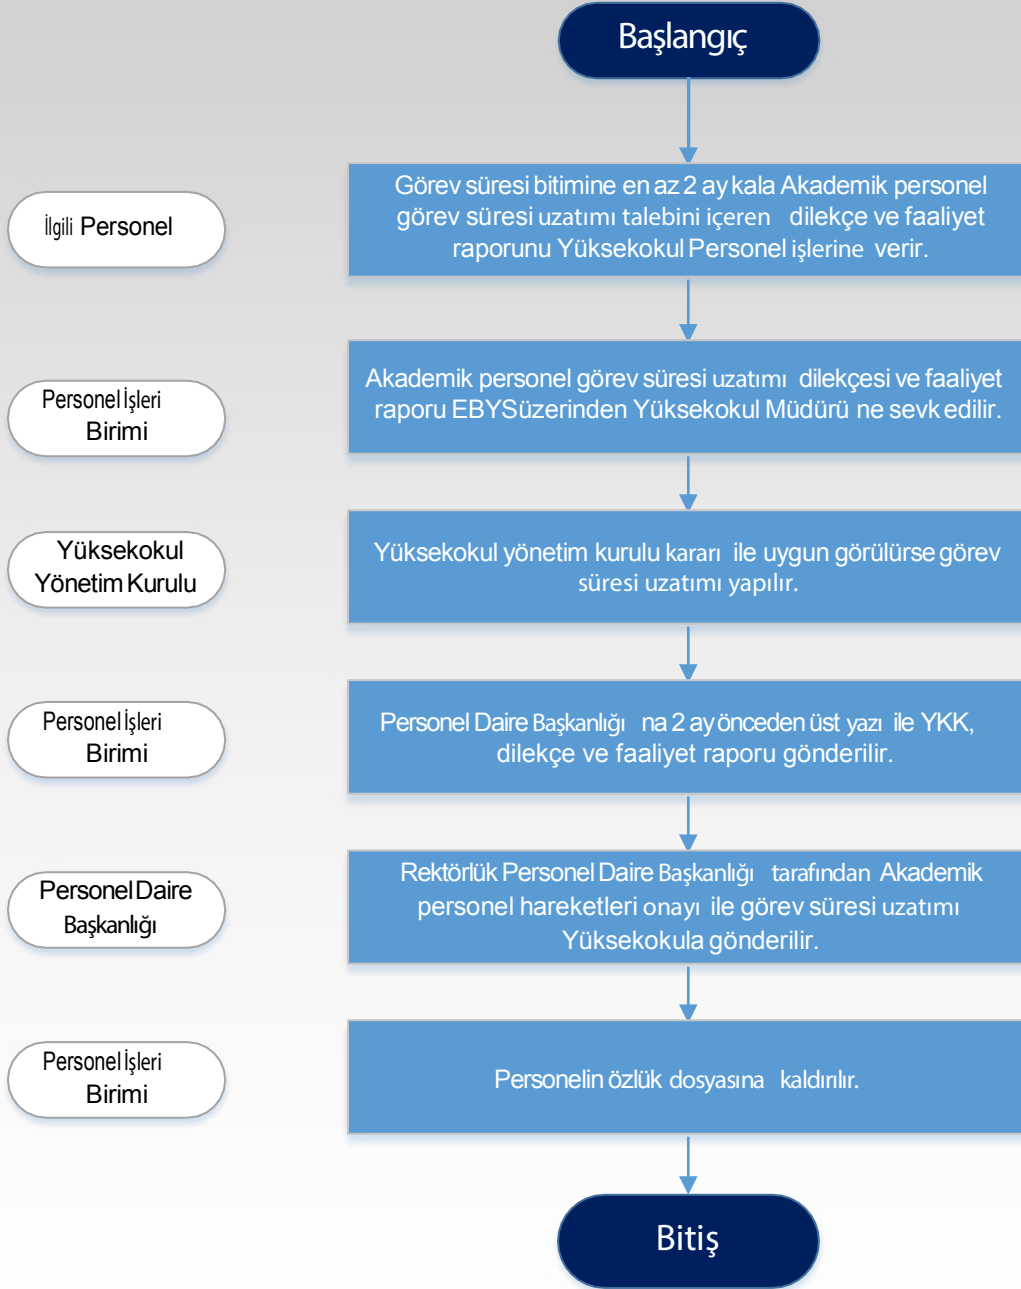 Başlangıç
İlgili Personel
Görev süresi bitimine en az 2 ay kala Akademik personel
görev süresi uzatımı talebini içeren dilekçe ve faaliyet
raporunu Yüksekokul Personel işlerine verir.
Personel İşleri
Birimi
Akademik personel görev süresi uzatımı dilekçesi ve faaliyet
raporu EBYSüzerinden Yüksekokul Müdürü ne sevk edilir.
Yüksekokul
Yönetim Kurulu
Yüksekokul yönetim kurulu kararı ile uygun görülürse görev
süresi uzatımı yapılır.
Personel İşleri
Birimi
Personel Daire Başkanlığı na 2 ay önceden üst yazı ile YKK,
dilekçe ve faaliyet raporu gönderilir.
Personel Daire
Başkanlığı
Rektörlük Personel Daire Başkanlığı tarafından Akademik
personel hareketleri onayı ile görev süresi uzatımı
Yüksekokula gönderilir.
Personel İşleri
Birimi
Personelin özlük dosyasına kaldırılır.
Bitiş